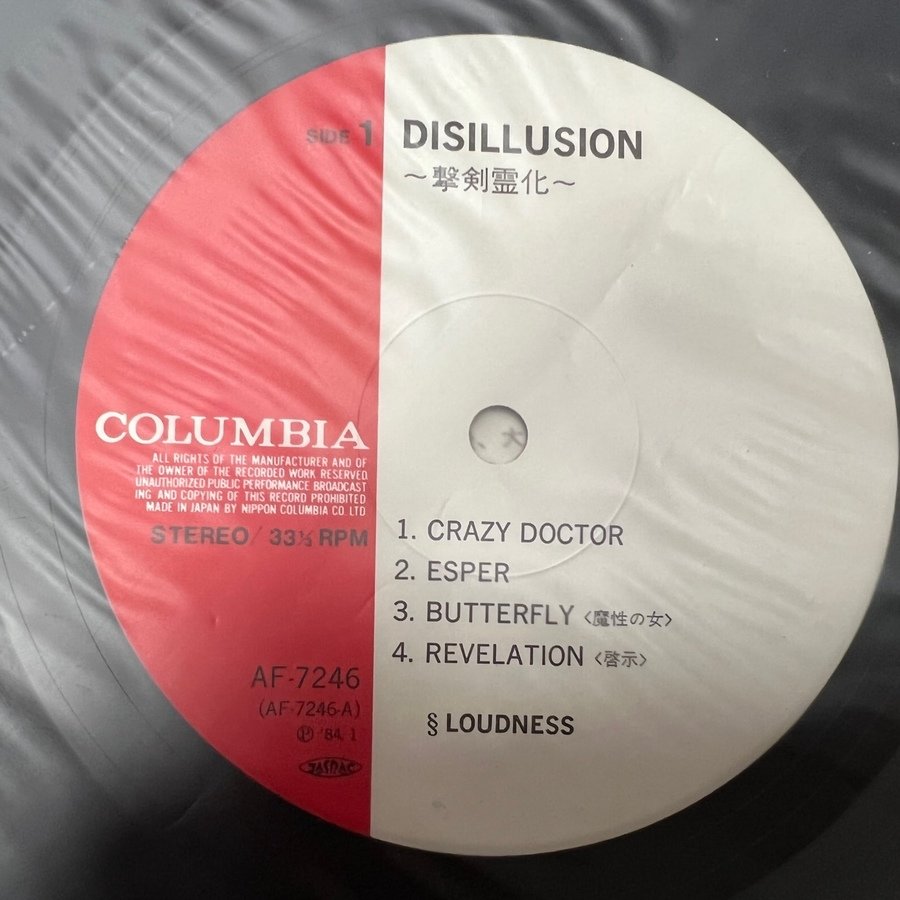 SIDE 1
DISILLUSION
～撃剣霊化～
COLUMBIA
ALL RIGHTS OF THE MANUFACTURER AND OF
THE OWNER OF THE RECORDED WORK RESERVED
UNAUTHORIZED PUBLIC PERFORMANCE BROADCAST
ING AND COPYING OF THIS RECORD PROHIBITED
MADE IN JAPAN BY NIPPON COLUMBIA CO. LTD
STEREO/ 33⅓ RPM
1. CRAZY DOCTOR
2. ESPER
3. BUTTERFLY <魔性の女>
4. REVELATION <啓示>
§ LOUDNESS
AF-7246
(AF-7246-A)
Ⓟ '84. 1
JASRAC